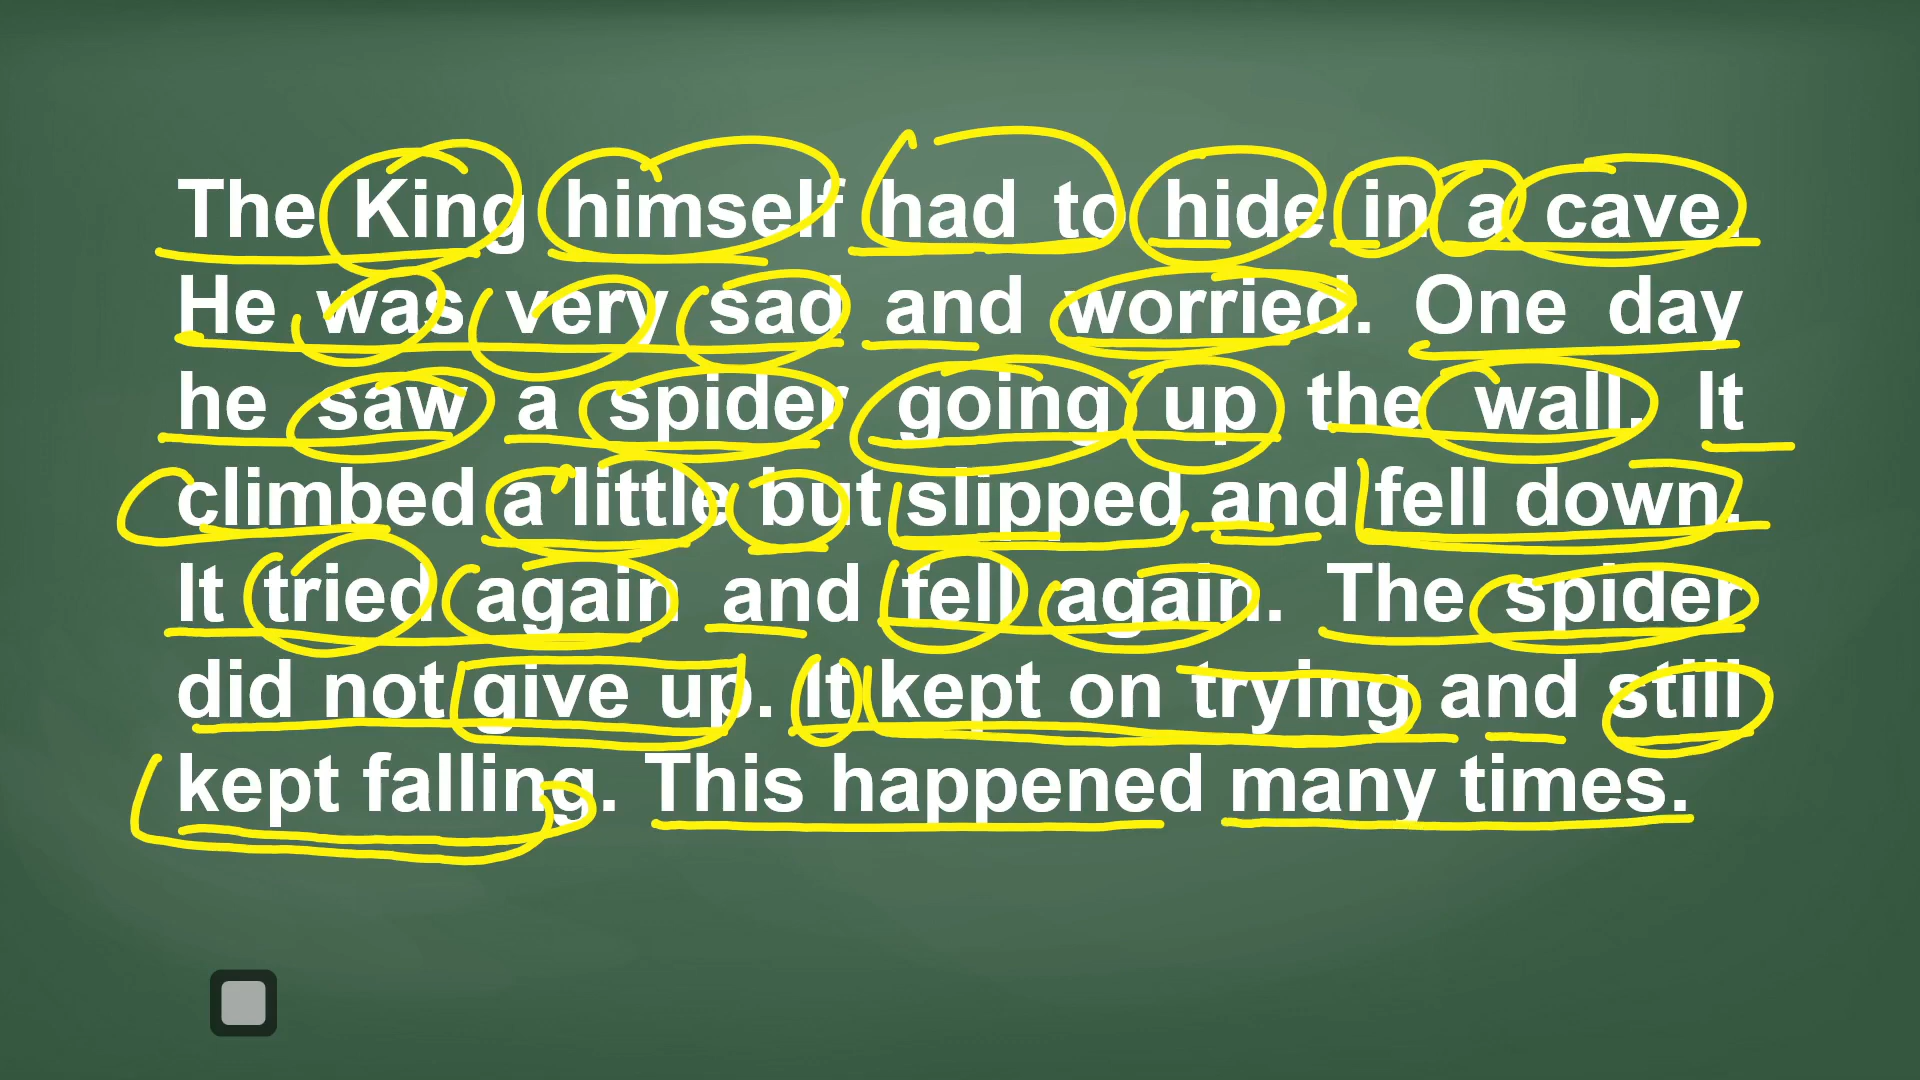 The King himself had to hide in a cave.
He was very sad and worried. One day
he saw a spider going up the wall. It
climbed a little but slipped and fell down.
It tried again and fell again. The spider
did not give up. It kept on trying and still
kept falling. This happened many times.